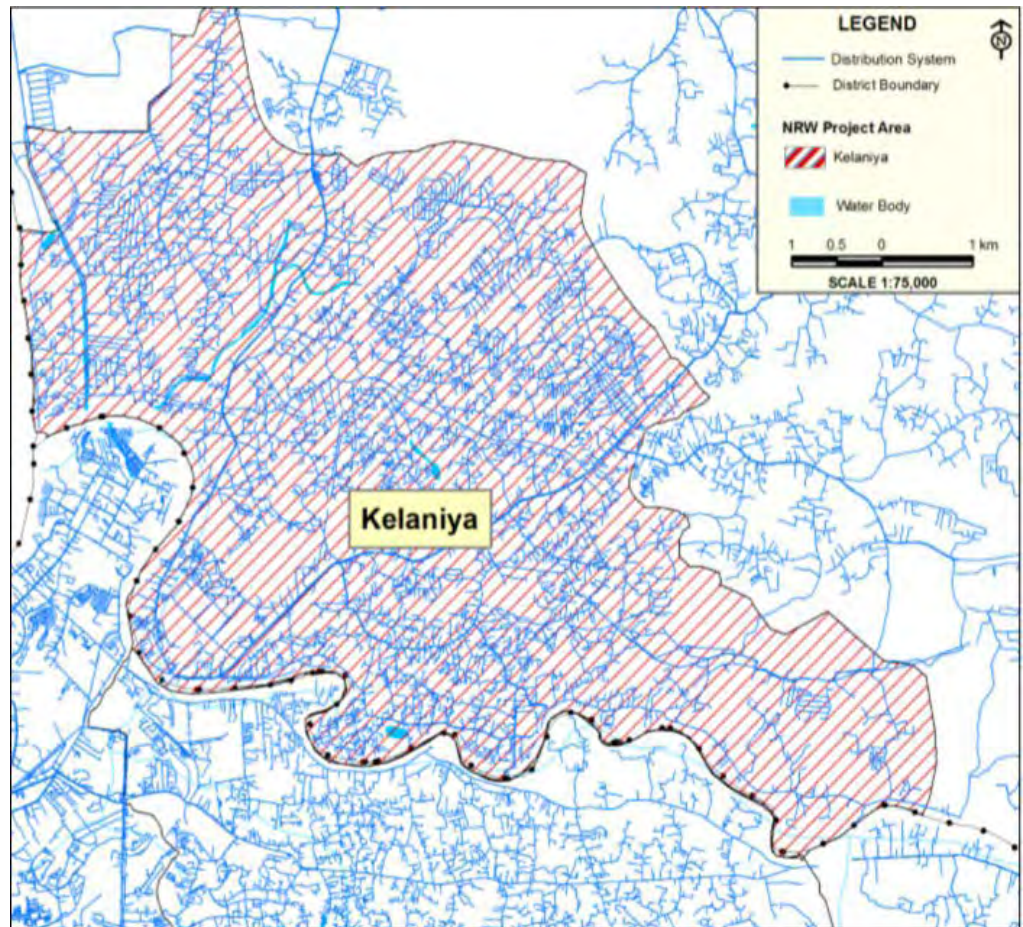 LEGEND
N
Distribution System
District Boundary
NRW Project Area
Kelaniya
Water Body
1 0.5 0 1 km
SCALE 1:75,000
Kelaniya